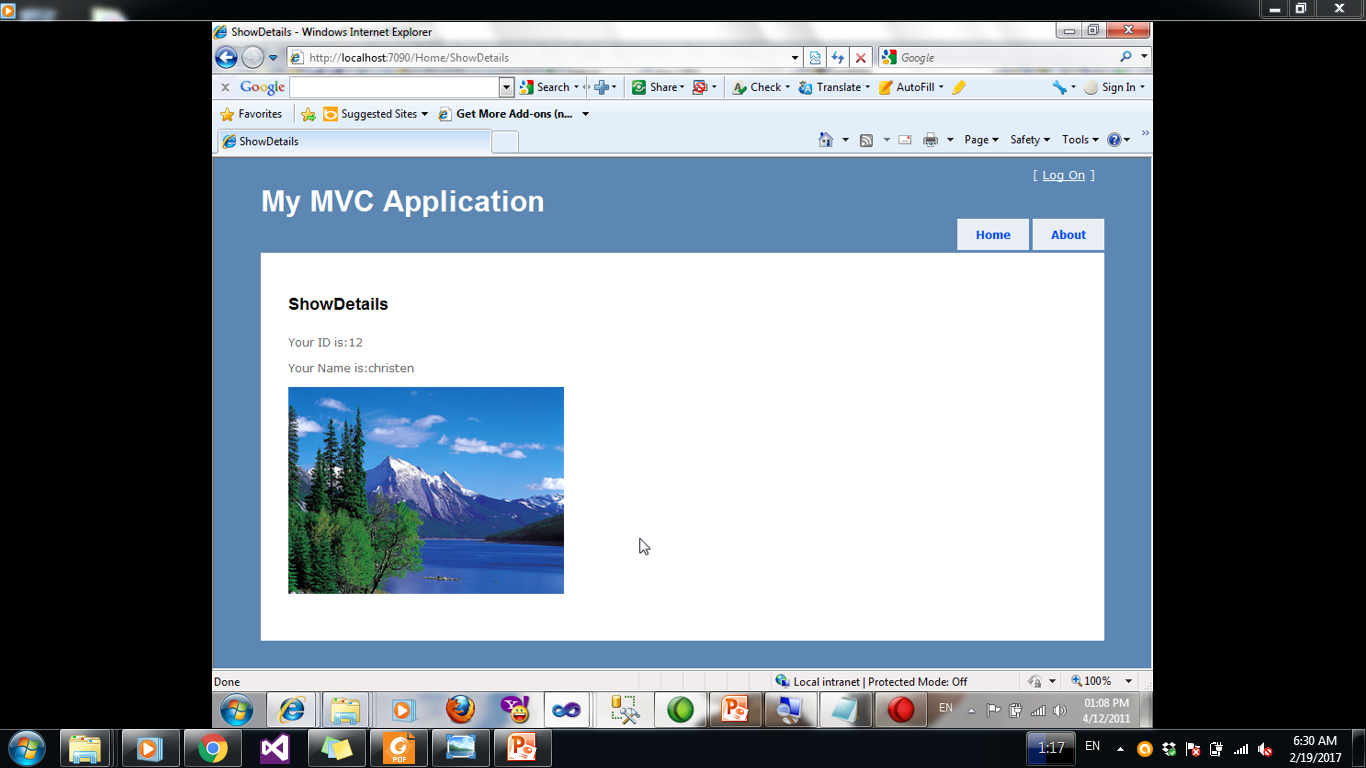 ShowDetails - Windows Internet Explorer
http://localhost:7090/Home/ShowDetails
Google
x Google Search Share Check Translate AutoFill Sign In
Favorites Suggested Sites Get More Add-ons (n...
ShowDetails Page Safety Tools
[ Log On ]
My MVC Application
Home About
ShowDetails
Your ID is:12
Your Name is:christen
Done Local intranet | Protected Mode: Off 100%
EN 01:08 PM
4/12/2011
PDF
1:17 EN 6:30 AM
2/19/2017